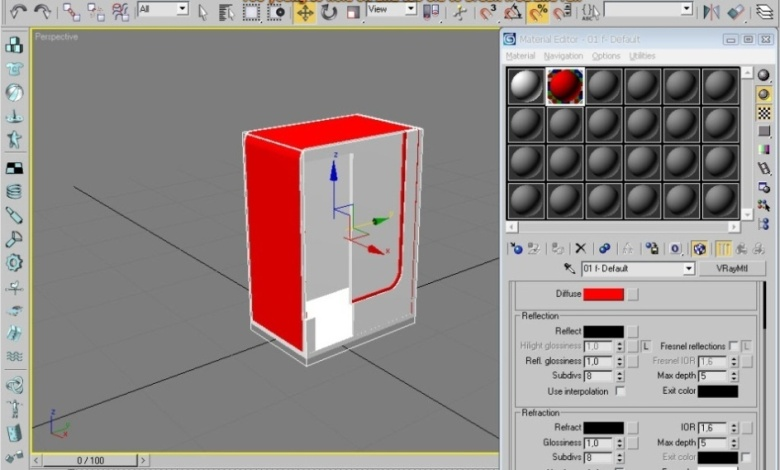 All
View
3
%
ABC
Perspective
Material Editor - 01 f- Default
Material Navigation Options Utilities
z
x
01 f- Default VRayMtl
Diffuse
Reflection
Reflect
Hilight glossiness 1,0 L Fresnel reflections L
Refl. glossiness 1,0 Fresnel IOR 1,6
Subdivs 8 Max depth 5
Use interpolation Exit color
Refraction
Refract IOR 1,6
Glossiness 1,0 Max depth 5
Subdivs 8 Exit color
z
x
0 / 100